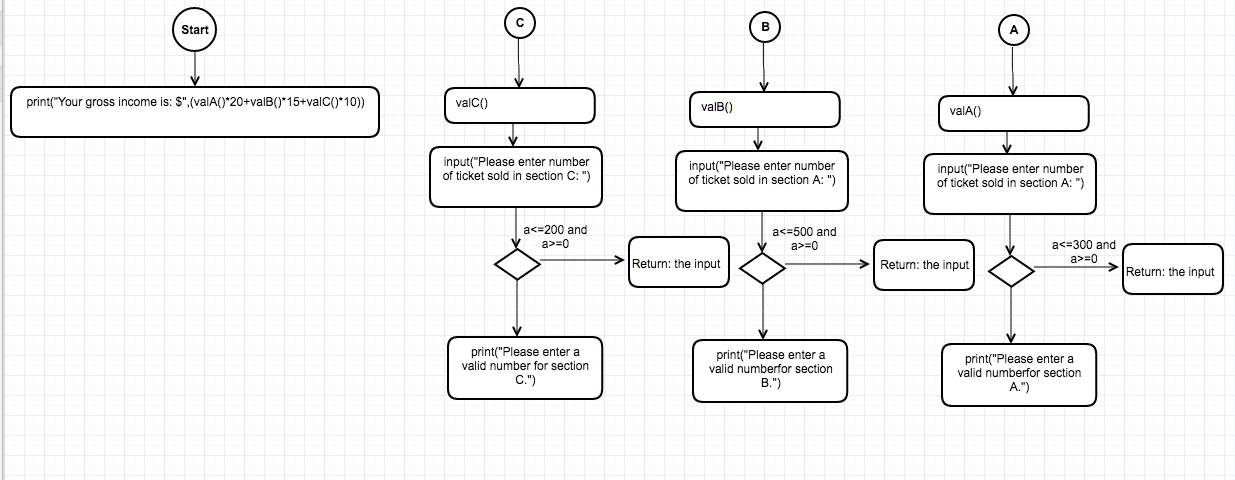 Start
print("Your gross income is: $",(valA()*20+valB()*15+valC()*10))
C
valC()
input("Please enter number
of ticket sold in section C: ")
a<=200 and
a>=0
Return: the input
print("Please enter a
valid number for section
C.")
B
valB()
input("Please enter number
of ticket sold in section A: ")
a<=500 and
a>=0
Return: the input
print("Please enter a
valid numberfor section
B.")
A
valA()
input("Please enter number
of ticket sold in section A: ")
a<=300 and
a>=0
Return: the input
print("Please enter a
valid numberfor section
A.")